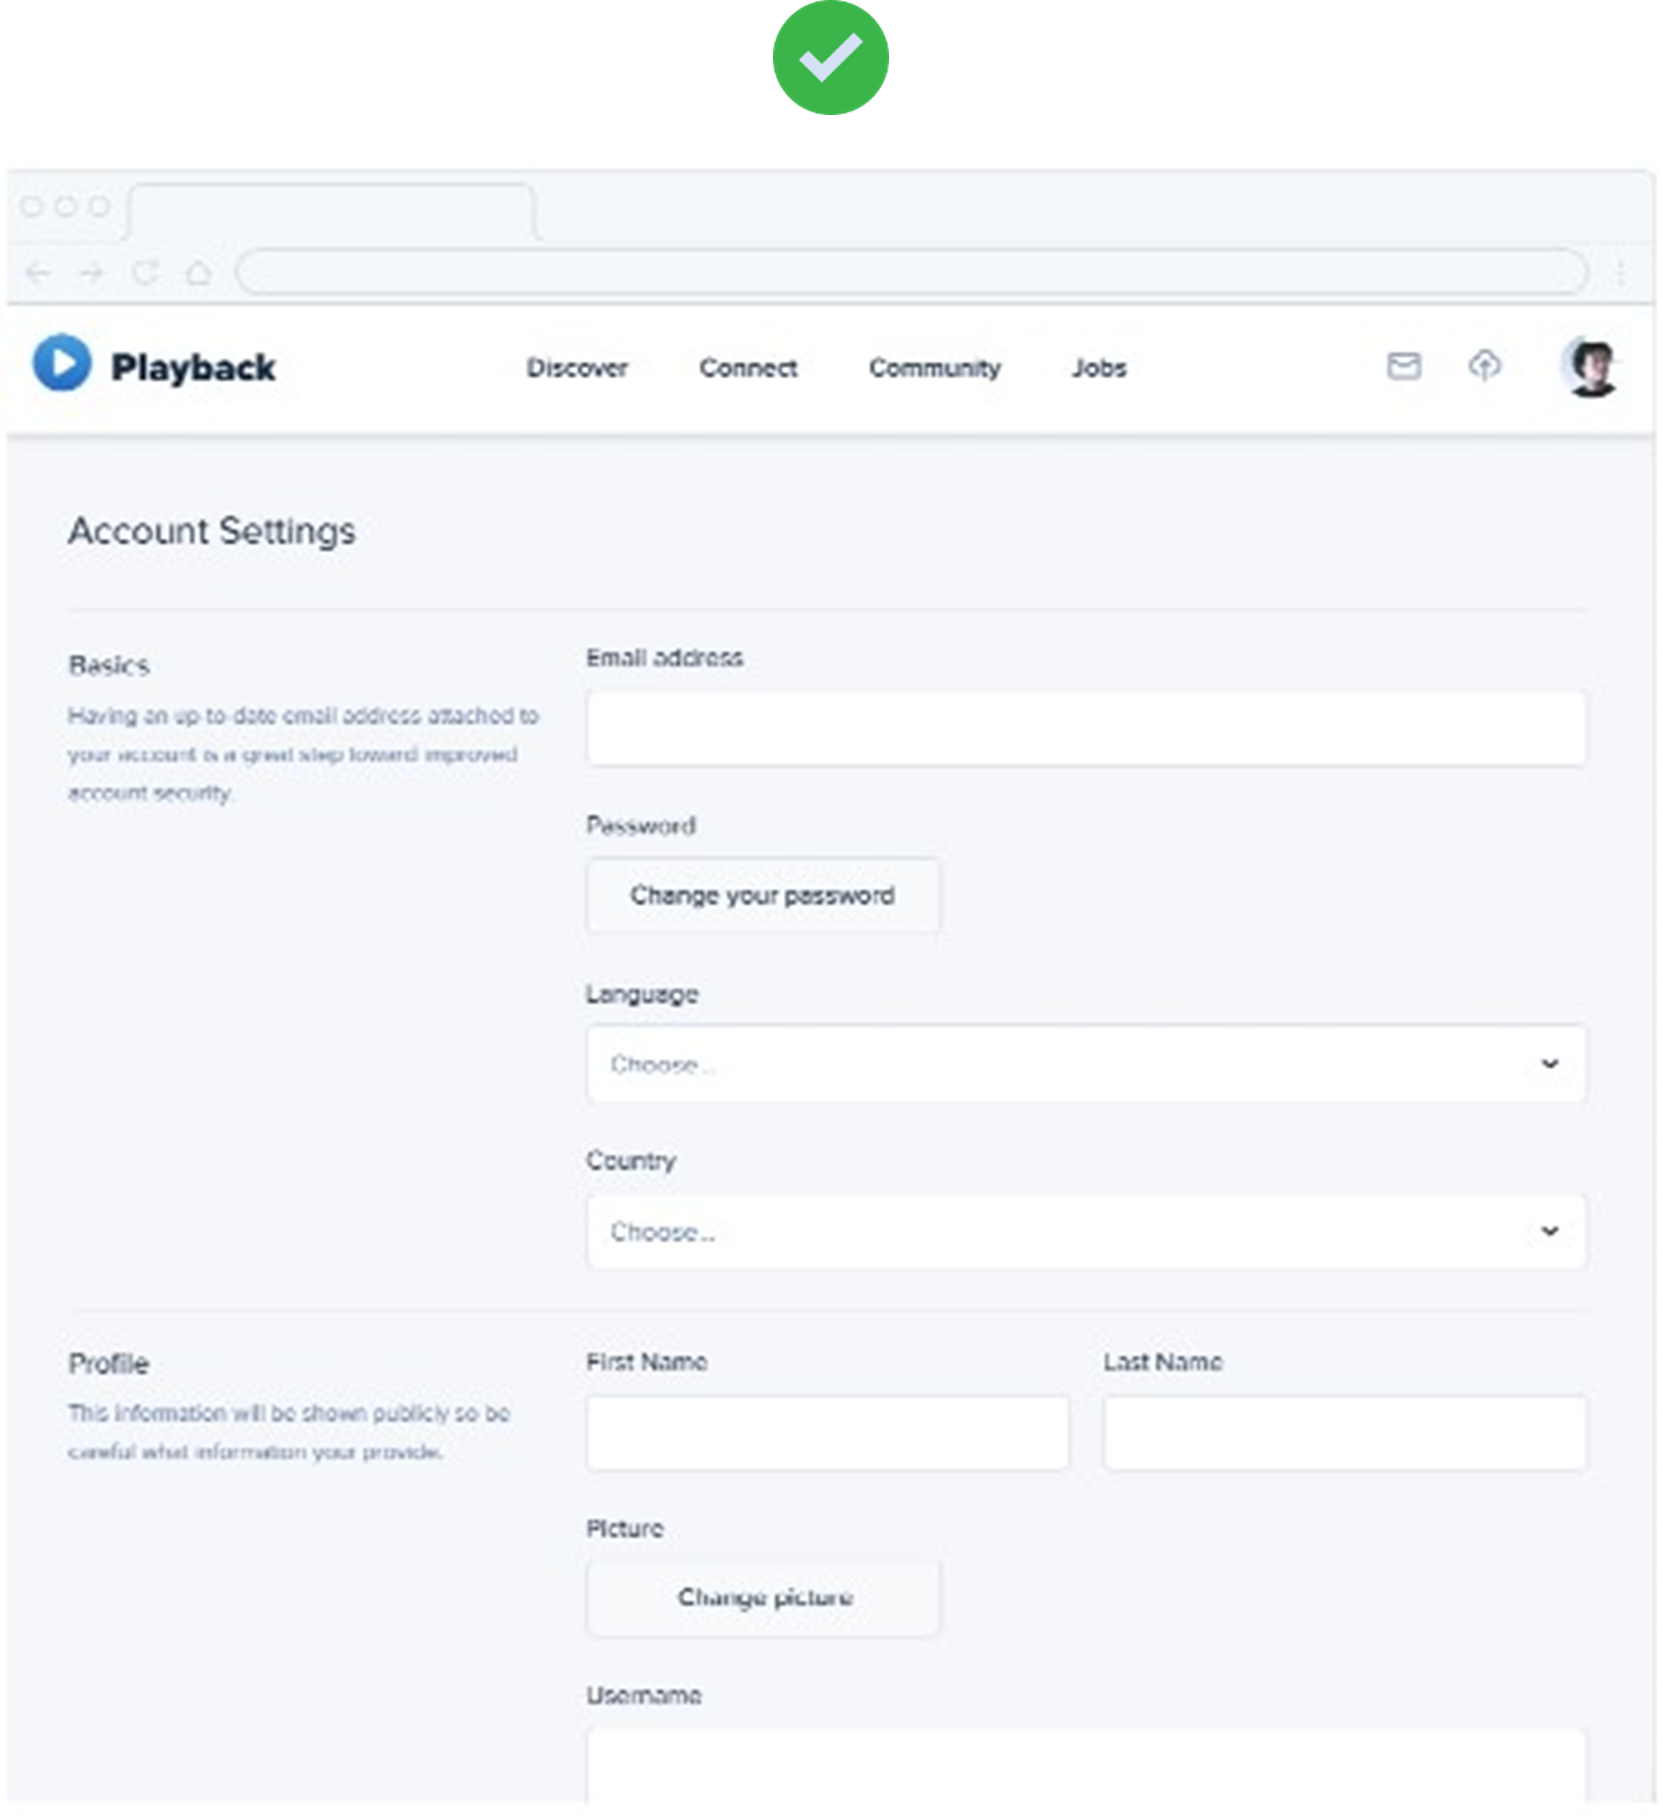 Playback
Discover
Connect
Community
Jobs
Account Settings
Basics
Having an up-to-date email address attached to
your account is a great step toward improved
account security.
Email address
Password
Change your password
Language
Choose...
Country
Choose...
Profile
This information will be shown publicly so be
careful what information your provide.
First Name
Last Name
Picture
Change picture
Username